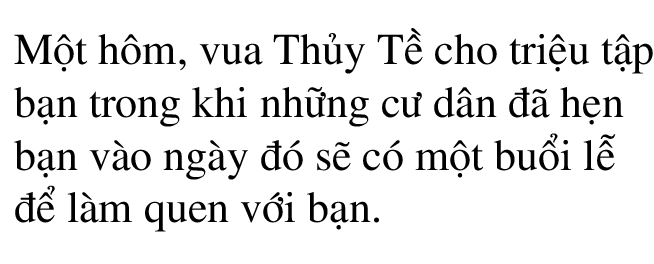 Một hôm, vua Thủy Tề cho triệu tập
bạn trong khi những cư dân đã hẹn
bạn vào ngày đó sẽ có một buổi lễ
để làm quen với bạn.